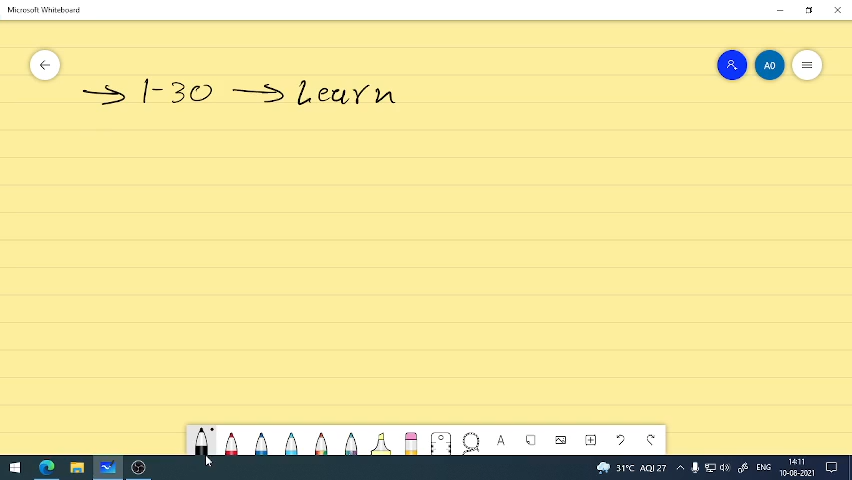 Microsoft Whiteboard
A0
→ 1-30 → Learn
A
31°C AQI 27
ENG
14:11
10-08-2021